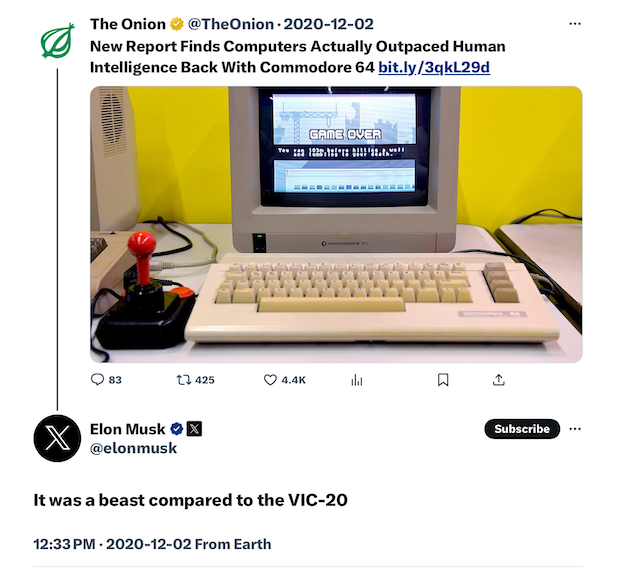 The Onion @TheOnion · 2020-12-02
New Report Finds Computers Actually Outpaced Human
Intelligence Back With Commodore 64 bit.ly/3qkL29d
GAME OVER
You ran 105m before hitting a wall
and tumbling to your death.
commodore
83 425 4.4K
Elon Musk
Subscribe
@elonmusk
It was a beast compared to the VIC-20
12:33 PM · 2020-12-02 From Earth